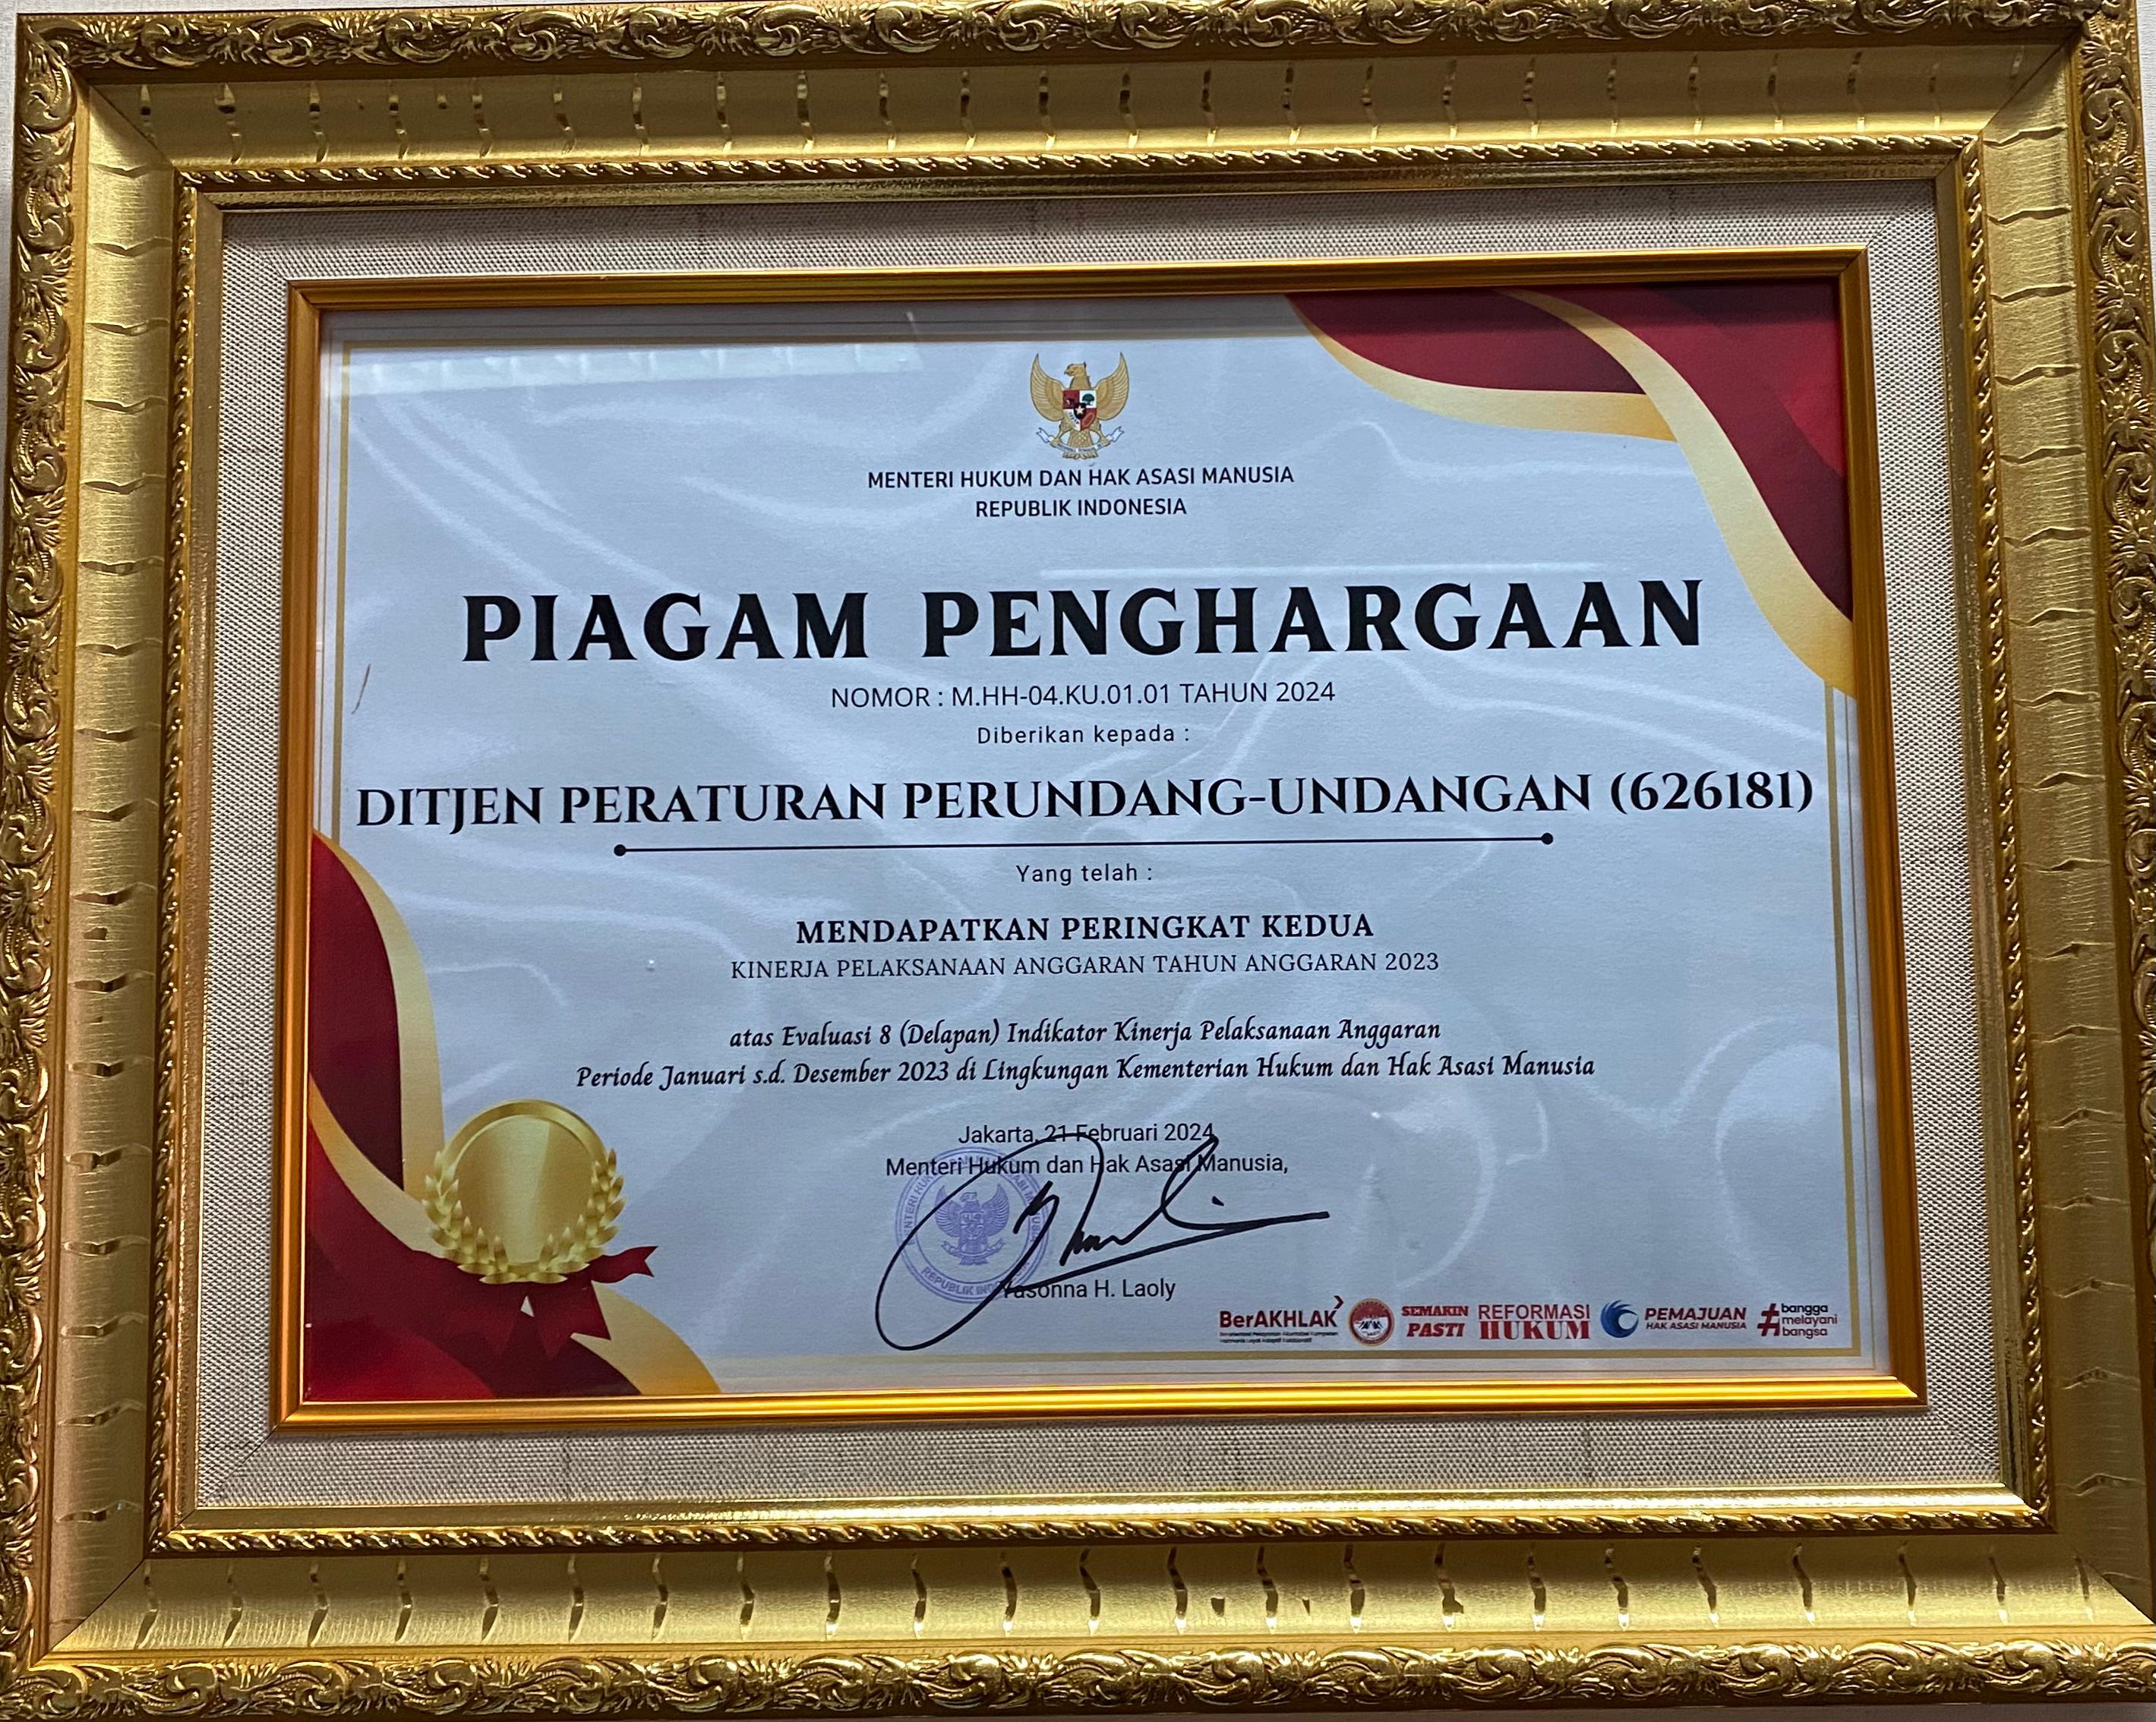 MENTERI HUKUM DAN HAK ASASI MANUSIA
REPUBLIK INDONESIA
PIAGAM PENGHARGAAN
NOMOR : M.HH-04.KU.01.01 TAHUN 2024
Diberikan kepada :
DITJEN PERATURAN PERUNDANG-UNDANGAN (626181)
Yang telah :
MENDAPATKAN PERINGKAT KEDUA
KINERJA PELAKSANAAN ANGGARAN TAHUN ANGGARAN 2023
atas Evaluasi 8 (Delapan) Indikator Kinerja Pelaksanaan Anggaran
Periode Januari s.d. Desember 2023 di Lingkungan Kementerian Hukum dan Hak Asasi Manusia
Jakarta, 21 Februari 2024
Menteri Hukum dan Hak Asasi Manusia,
Yasonna H. Laoly
BerAKHLAK
SEMAKIN
PASTI
REFORMASI
HUKUM
PEMAJUAN
HAK ASASI MANUSIA
#bangga
melayani
bangsa